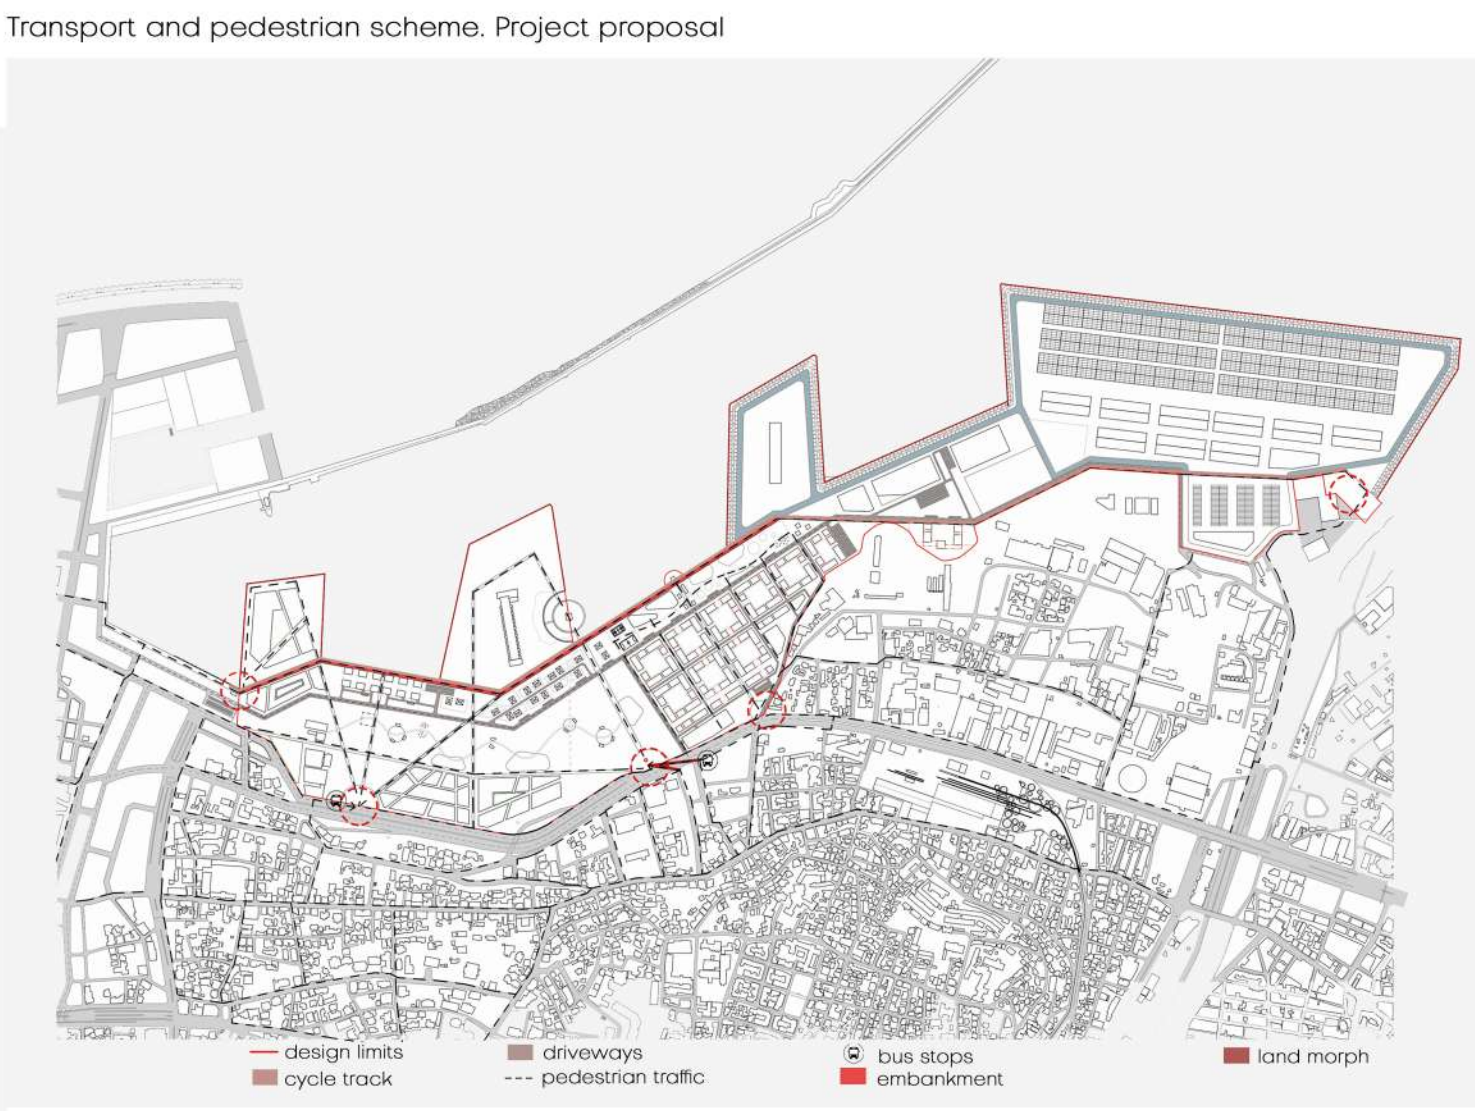 Transport and pedestrian scheme. Project proposal
design limits
driveways
bus stops
land morph
cycle track
pedestrian traffic
embankment